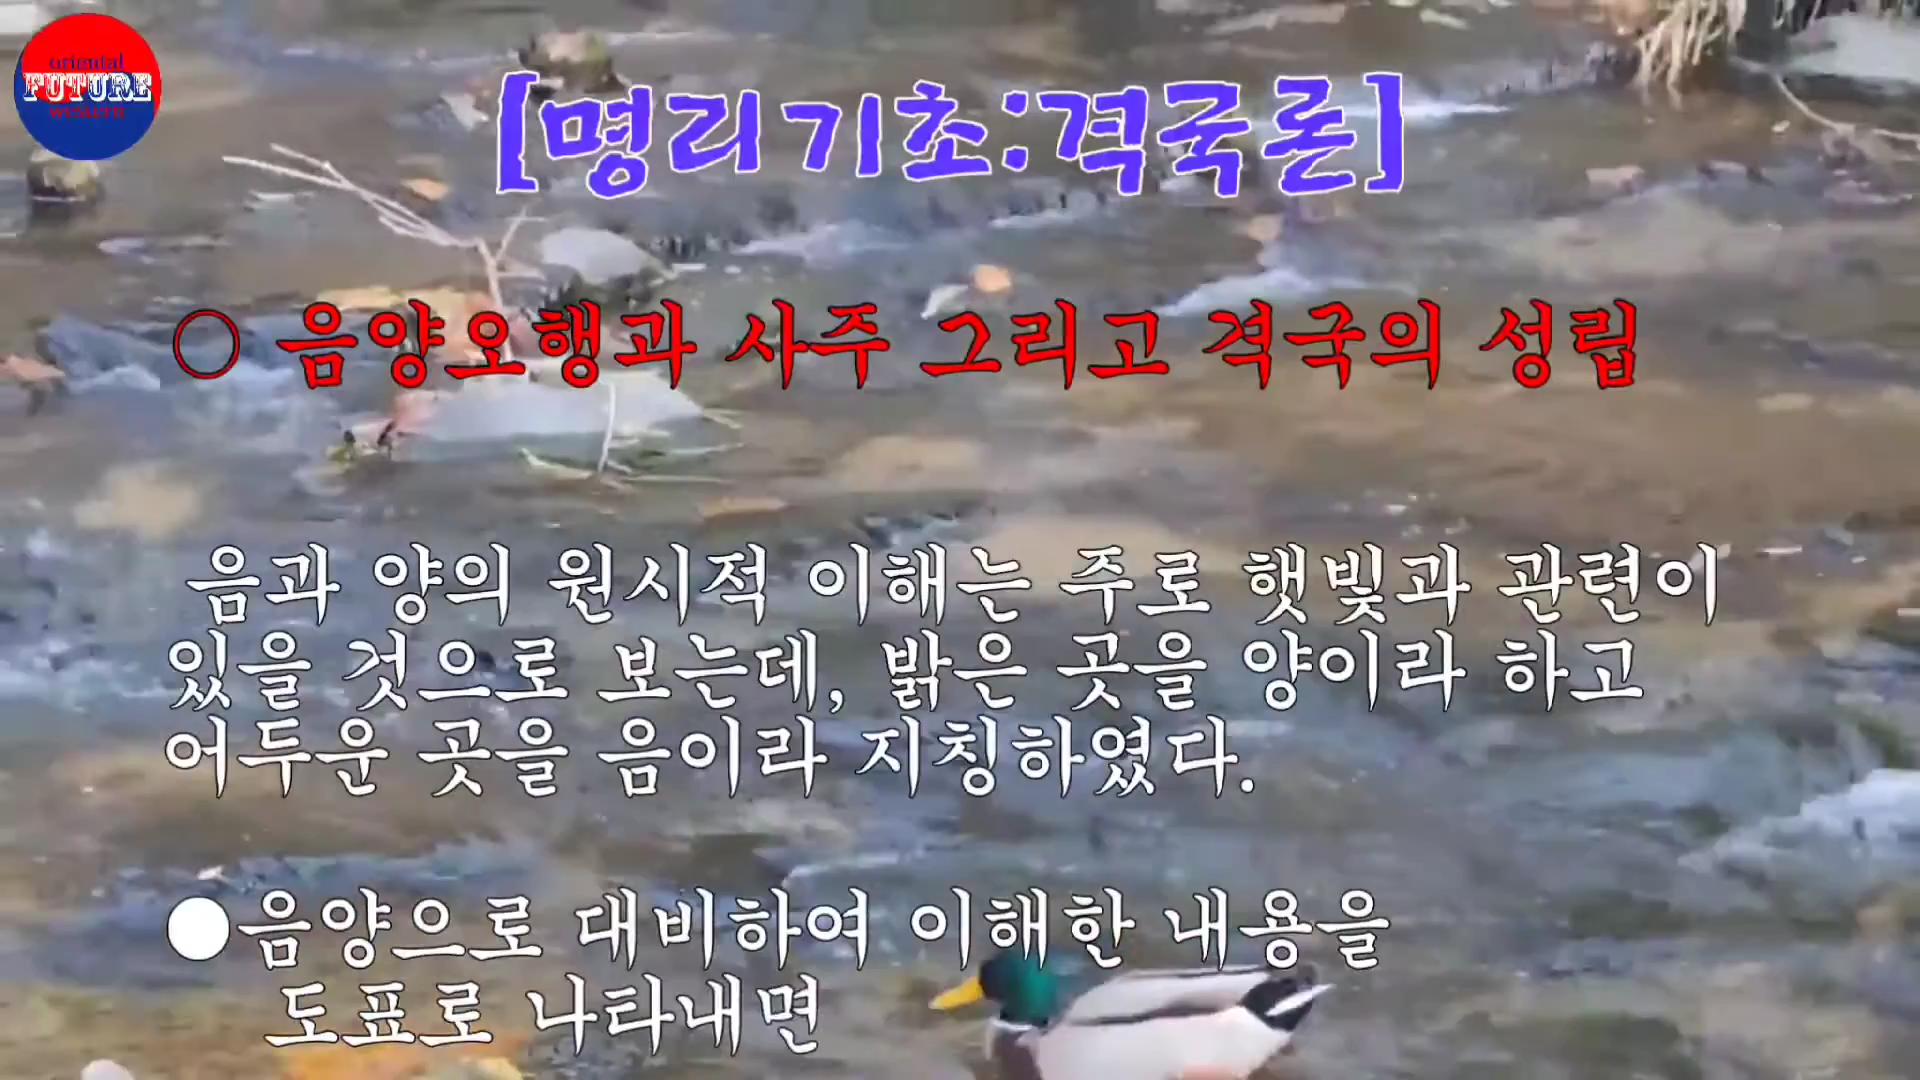 oriental
FUTURE
WEALTH
[명리기초:격국론]
○ 음양오행과 사주 그리고 격국의 성립
음과 양의 원시적 이해는 주로 햇빛과 관련이
있을 것으로 보는데, 밝은 곳을 양이라 하고
어두운 곳을 음이라 지칭하였다.
●음양으로 대비하여 이해한 내용을
도표로 나타내면